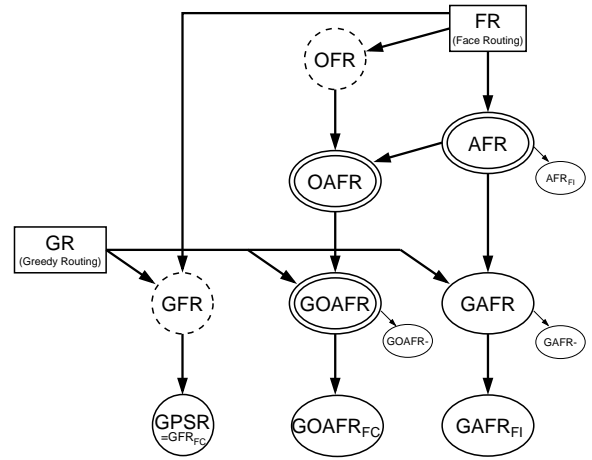 FR
(Face Routing)
OFR
AFR
OAFR
AFR_FI
GR
(Greedy Routing)
GFR
GOAFR
GAFR
GOAFR-
GAFR-
GPSR
=GFR_FC
GOAFR_FC
GAFR_FI